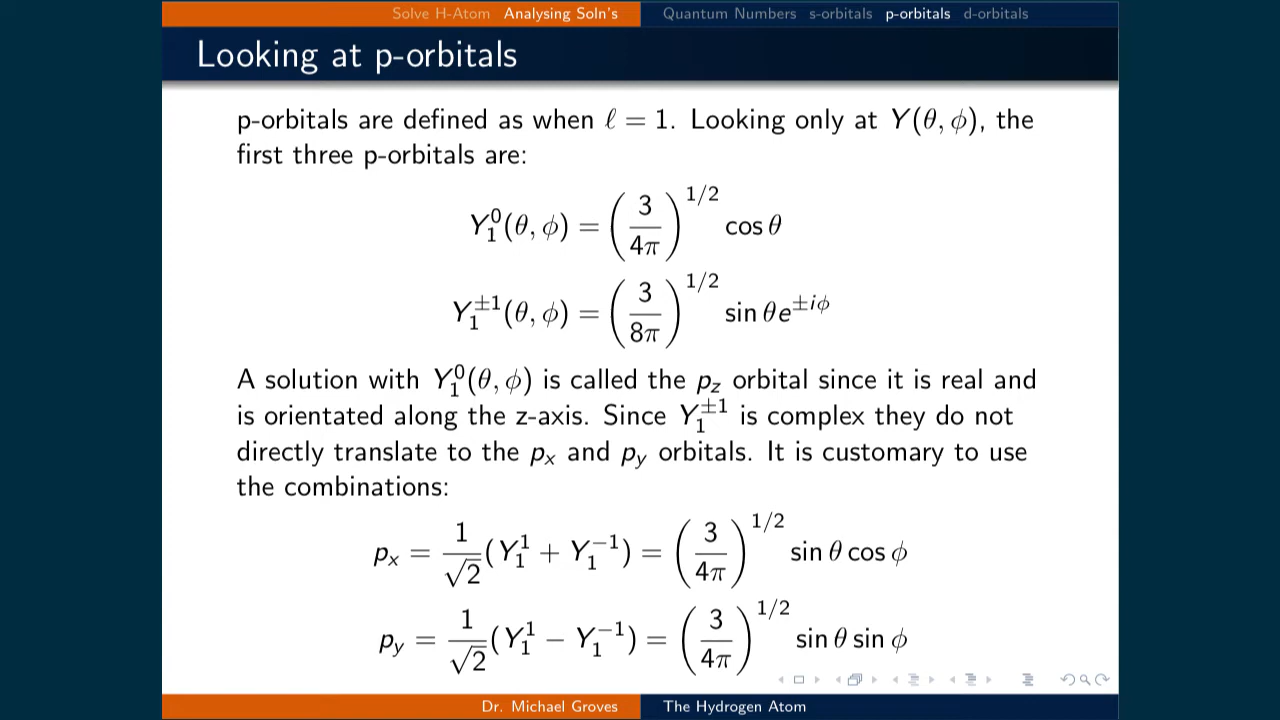 Solve H-Atom Analysing Soln's Quantum Numbers s-orbitals p-orbitals d-orbitals
Looking at p-orbitals
p-orbitals are defined as when ℓ = 1. Looking only at Y(θ, ϕ), the
first three p-orbitals are:
Y₁⁰(θ, ϕ) = (3/4π)^1/2 cos θ
Y₁^±1(θ, ϕ) = (3/8π)^1/2 sin θe^±iϕ
A solution with Y₁⁰(θ, ϕ) is called the p_z orbital since it is real and
is orientated along the z-axis. Since Y₁^±1 is complex they do not
directly translate to the p_x and p_y orbitals. It is customary to use
the combinations:
p_x = 1/√2 (Y₁¹ + Y₁⁻¹) = (3/4π)^1/2 sin θ cos ϕ
p_y = 1/√2 (Y₁¹ − Y₁⁻¹) = (3/4π)^1/2 sin θ sin ϕ
Dr. Michael Groves The Hydrogen Atom